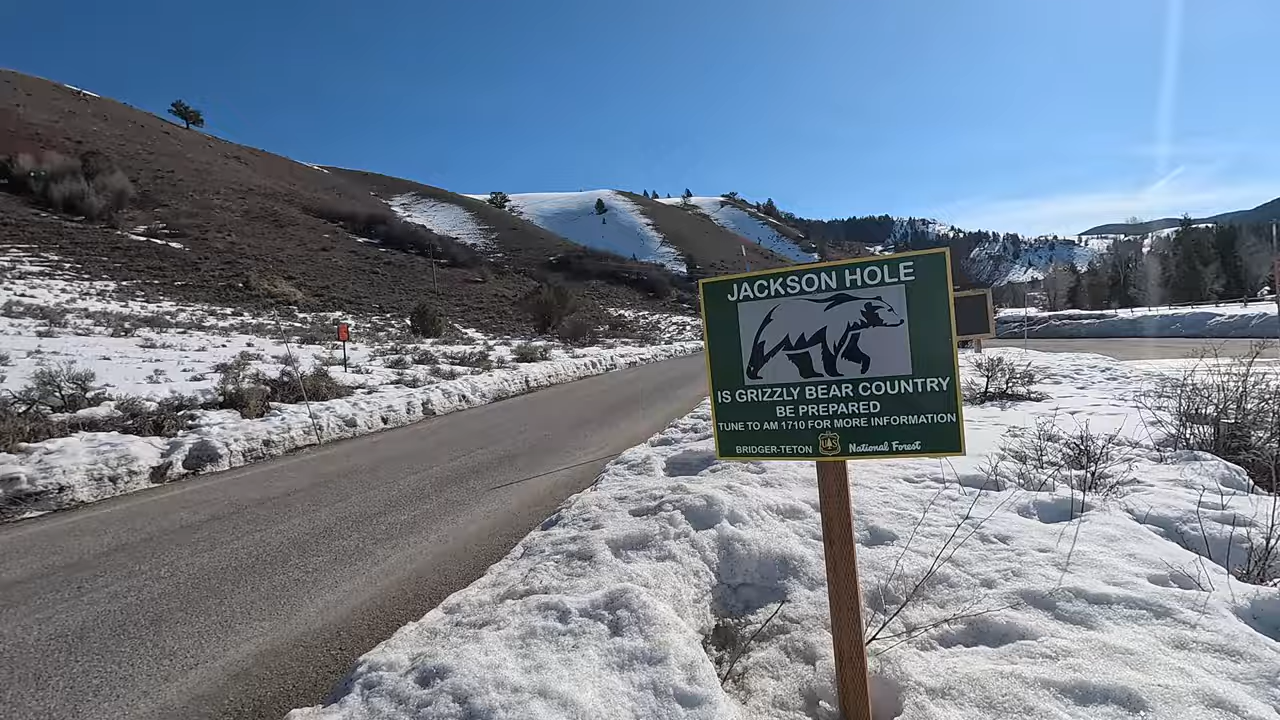 JACKSON HOLE
IS GRIZZLY BEAR COUNTRY
BE PREPARED
TUNE TO AM 1710 FOR MORE INFORMATION
BRIDGER-TETON UAS National Forest